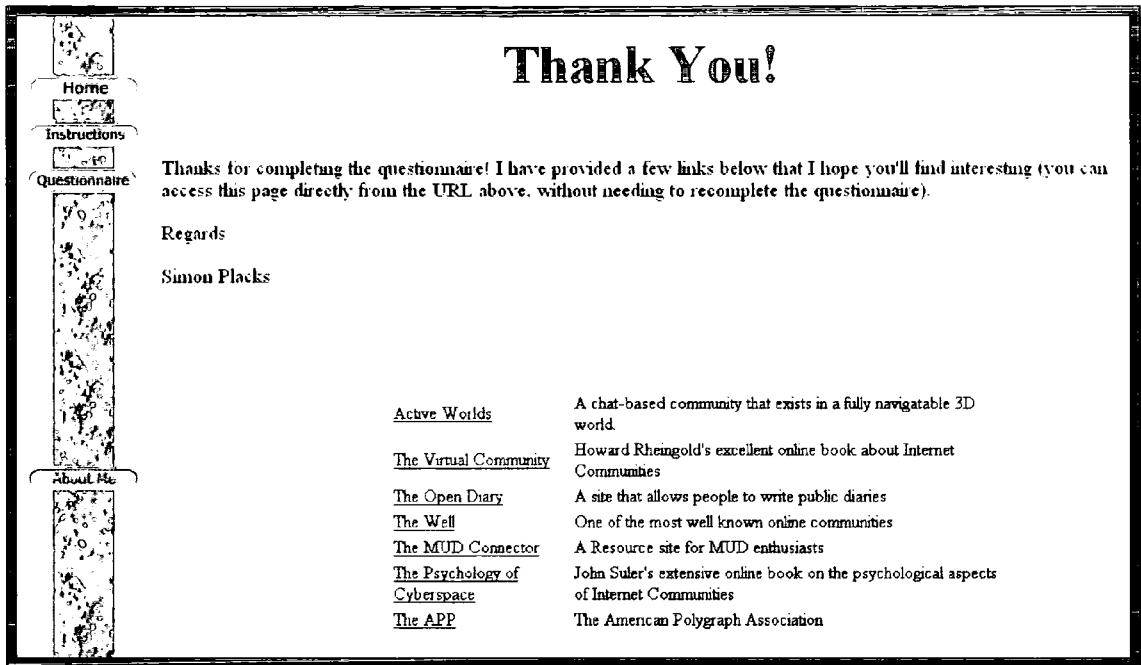 Thank You!
Home
Instructions
Questionnaire
About Me
Thanks for completing the questionnaire! I have provided a few links below that I hope you'll find interesting (you can
access this page directly from the URL above, without needing to recomplete the questionnaire).
Regards
Simon Placks
Active Worlds A chat-based community that exists in a fully navigatable 3D
world.
The Virtual Community Howard Rheingold's excellent online book about Internet
Communities
The Open Diary A site that allows people to write public diaries
The Well One of the most well known online communities
The MUD Connector A Resource site for MUD enthusiasts
The Psychology of John Suler's extensive online book on the psychological aspects
Cyberspace of Internet Communities
The APP The American Polygraph Association